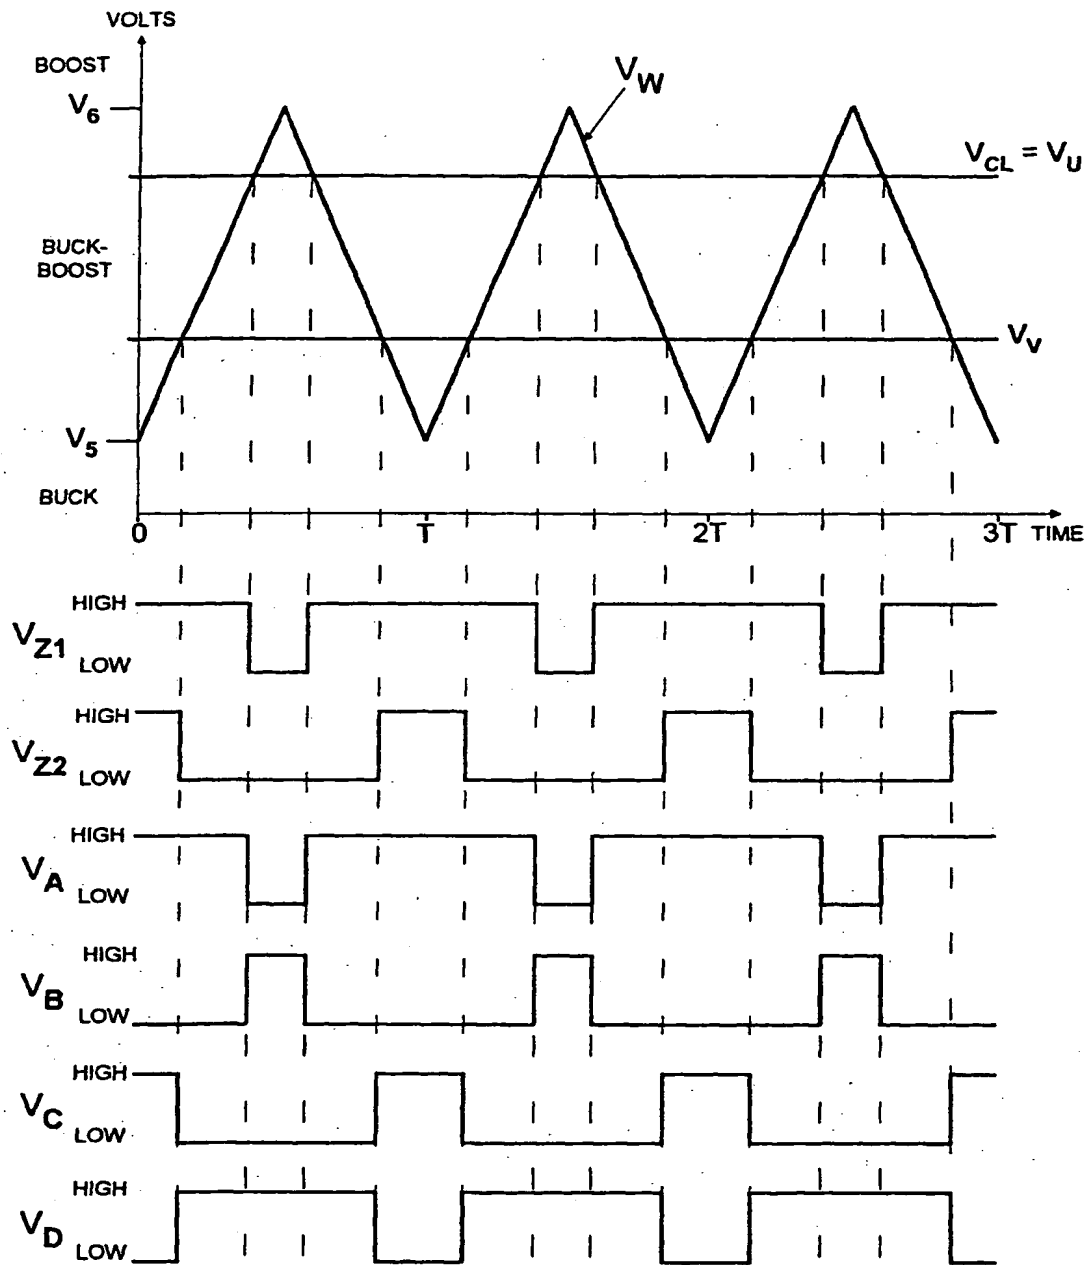 VOLTS
BOOST
V6
VW
VCL = VU
BUCK-
BOOST
VV
V5
BUCK
0 T 2T 3T TIME
HIGH
VZ1
LOW
HIGH
VZ2
LOW
HIGH
VA
LOW
HIGH
VB
LOW
HIGH
VC
LOW
HIGH
VD
LOW